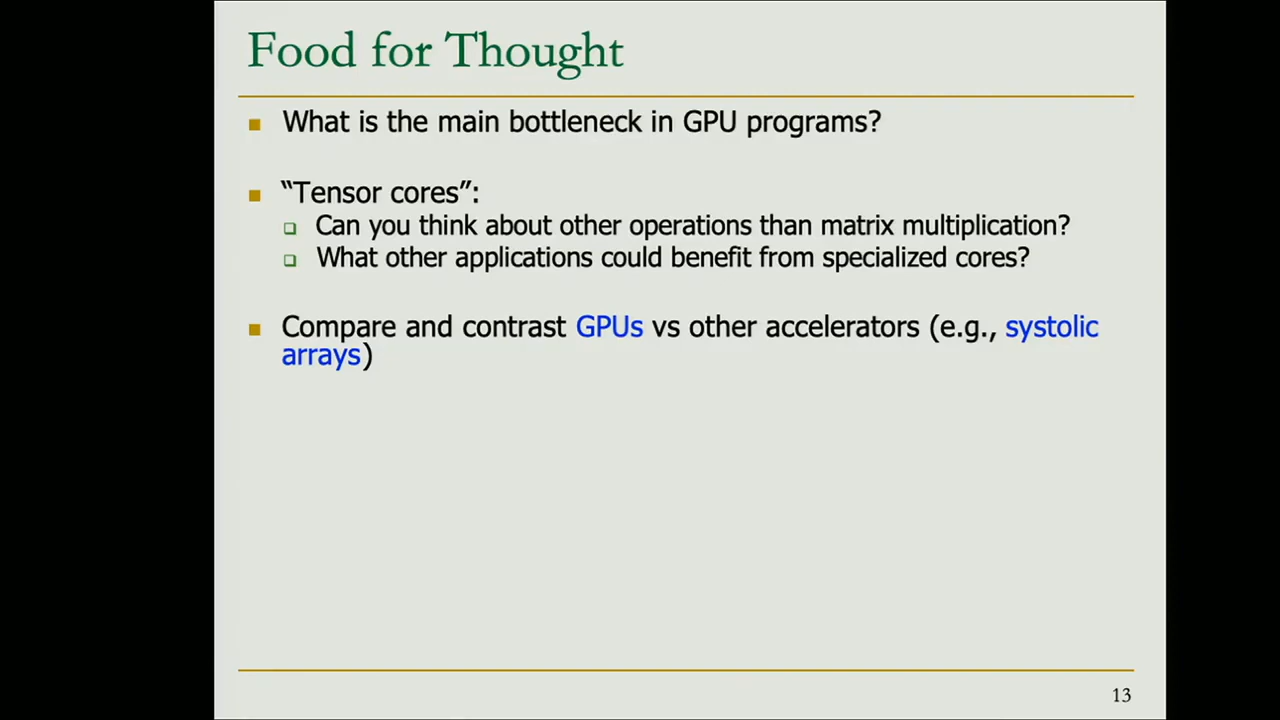 Food for Thought
What is the main bottleneck in GPU programs?
“Tensor cores”:
Can you think about other operations than matrix multiplication?
What other applications could benefit from specialized cores?
Compare and contrast GPUs vs other accelerators (e.g., systolic
arrays)
13